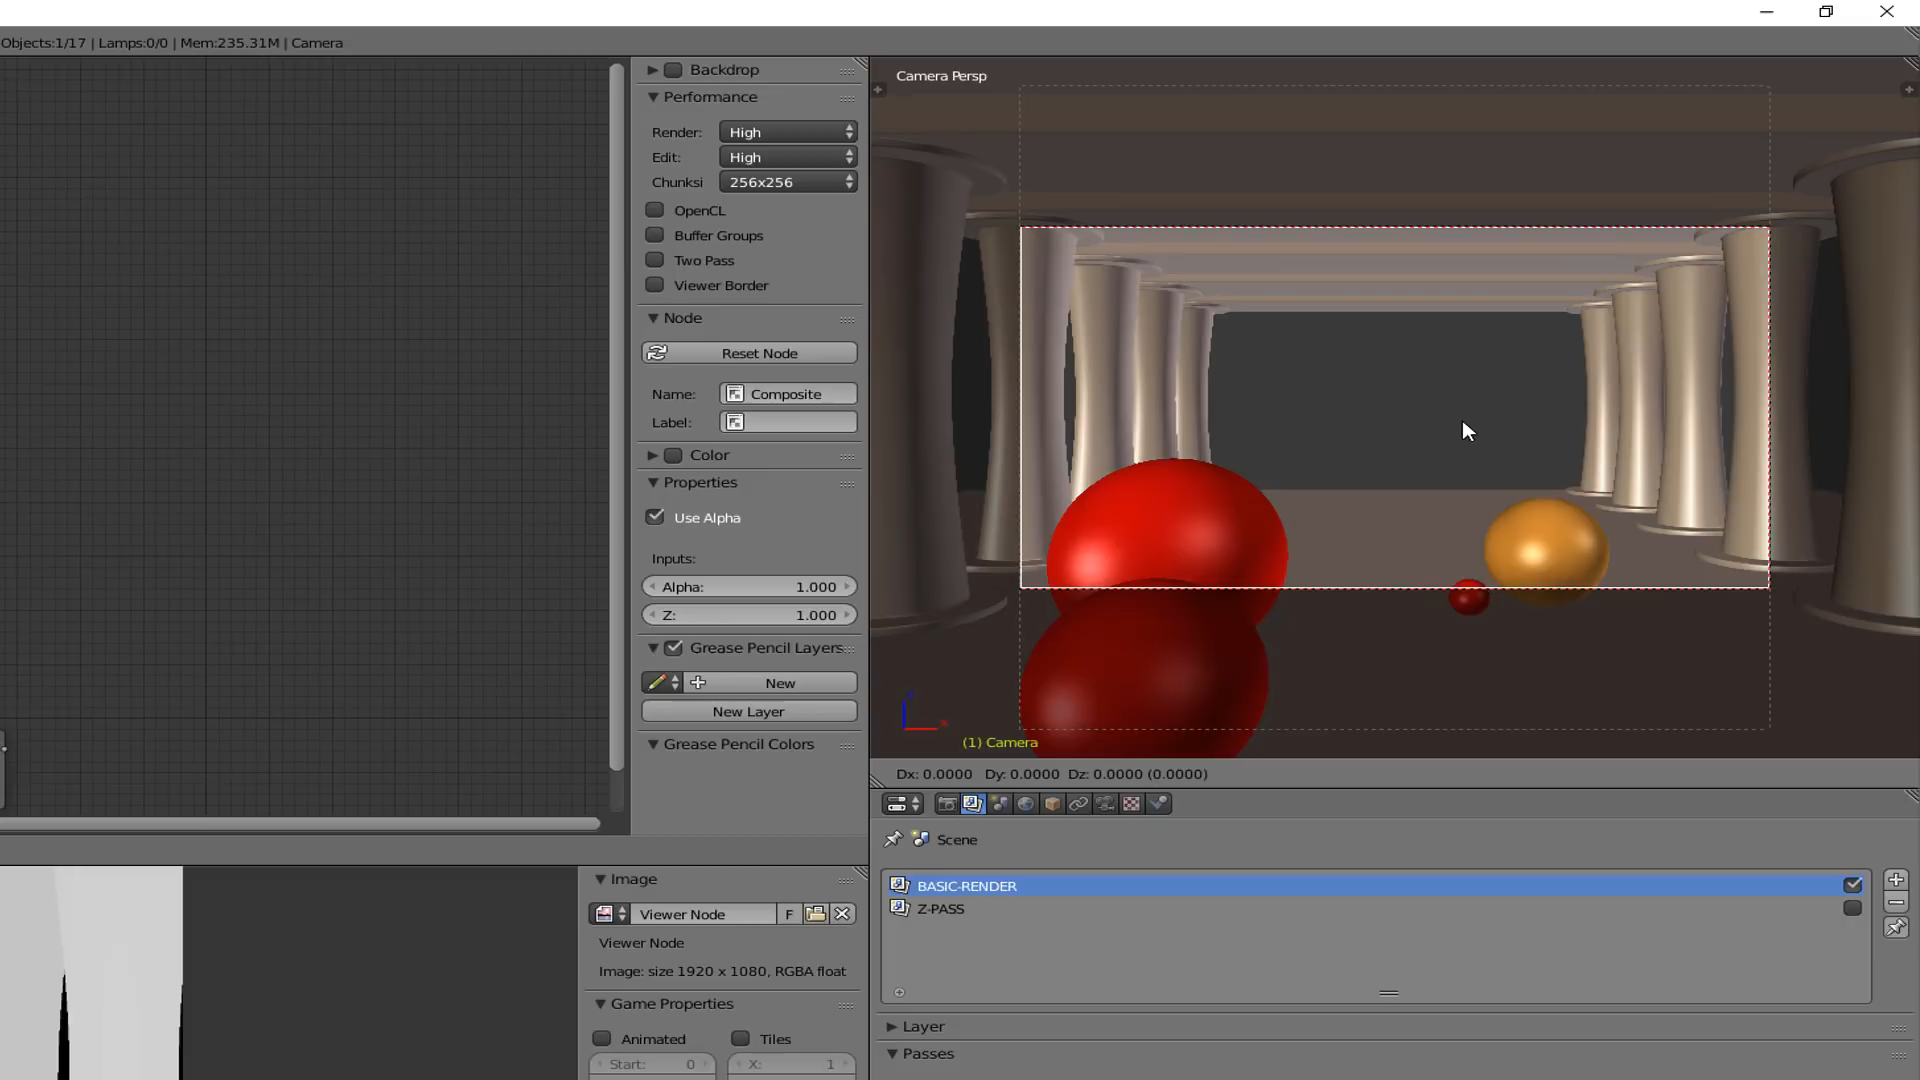 Objects:1/17 | Lamps:0/0 | Mem:235.31M | Camera
Backdrop
Performance
Render: High
Edit: High
Chunksi 256x256
OpenCL
Buffer Groups
Two Pass
Viewer Border
Node
Reset Node
Name: Composite
Label:
Color
Properties
Use Alpha
Inputs:
Alpha: 1.000
Z: 1.000
Grease Pencil Layers
New
New Layer
Grease Pencil Colors
Camera Persp
(1) Camera
Dx: 0.0000 Dy: 0.0000 Dz: 0.0000 (0.0000)
Scene
BASIC-RENDER
Z-PASS
Layer
Passes
Image
Viewer Node F
Viewer Node
Image: size 1920 x 1080, RGBA float
Game Properties
Animated Tiles
Start: 0 X: 1